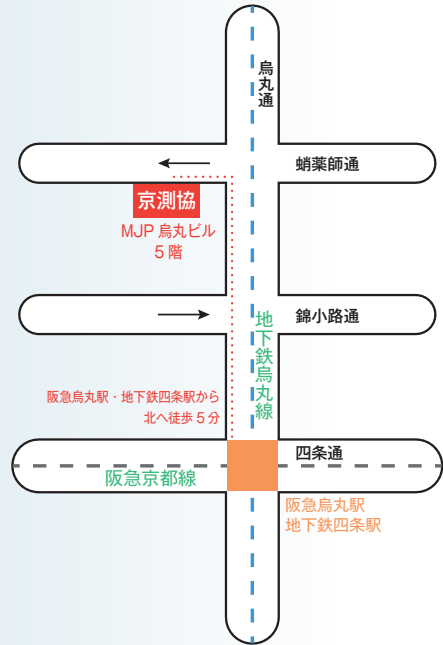 烏丸通
蛸薬師通
京測協
MJP 烏丸ビル
5 階
錦小路通
地下鉄烏丸線
阪急烏丸駅・地下鉄四条駅から
北へ徒歩 5 分
四条通
阪急京都線
阪急烏丸駅
地下鉄四条駅